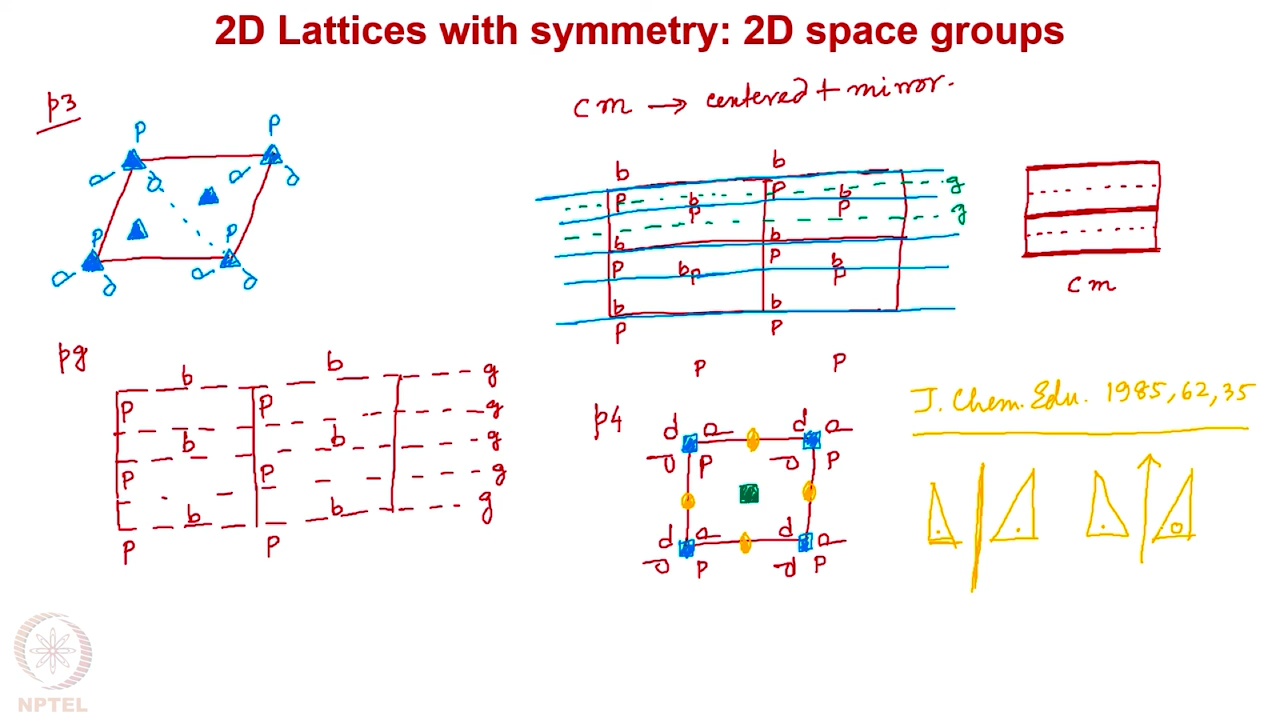 2D Lattices with symmetry: 2D space groups
p3
p p
p p
cm → centered + mirror.
b b
p p b b g
p p g
b b
p b p b
p p
b b
p p
p p
cm
pg
b b g
p p g
b b g
p p g
b b g
p p
p4
d d
p p
d d
p p
J. Chem. Edu. 1985, 62, 35
NPTEL